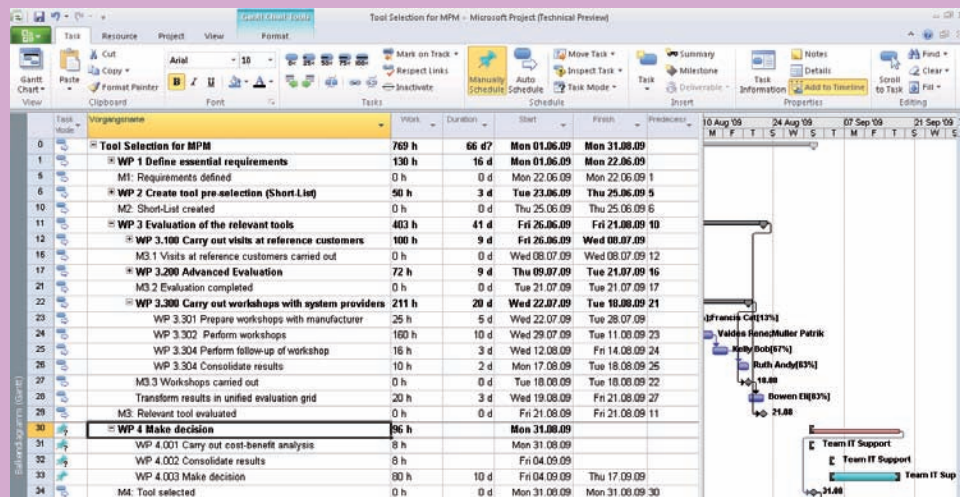 Gantt Chart Tools
Tool Selection for MPM - Microsoft Project (Technical Preview)
Task Resource Project View Format
Gantt Chart
View
Paste
Cut
Copy
Format Painter
Clipboard
Arial 10
B I U
Font
Mark on Track
Respect Links
Inactivate
Tasks
Manually Schedule
Auto Schedule
Move Task
Inspect Task
Task Mode
Schedule
Task
Summary
Milestone
Deliverable
Insert
Task Information
Notes
Details
Add to Timeline
Properties
Scroll to Task
Find
Clear
Fill
Editing
Task Mode Vorgangsname Work Duration Start Finish Predecess 10 Aug '09 24 Aug '09 07 Sep '09 21 Sep '09
M F T S W S T M F T S W S
0 Tool Selection for MPM 769 h 66 d? Mon 01.06.09 Mon 31.08.09
1 WP 1 Define essential requirements 130 h 16 d Mon 01.06.09 Mon 22.06.09
5 M1: Requirements defined 0 h 0 d Mon 22.06.09 Mon 22.06.09 1
6 WP 2 Create tool pre-selection (Short-List) 50 h 3 d Tue 23.06.09 Thu 25.06.09 5
10 M2: Short-List created 0 h 0 d Thu 25.06.09 Thu 25.06.09 6
11 WP 3 Evaluation of the relevant tools 403 h 41 d Fri 26.06.09 Fri 21.08.09 10
12 WP 3.100 Carry out visits at reference customers 100 h 9 d Fri 26.06.09 Wed 08.07.09
16 M3.1 Visits at reference customers carried out 0 h 0 d Wed 08.07.09 Wed 08.07.09 12
17 WP 3.200 Advanced Evaluation 72 h 9 d Thu 09.07.09 Tue 21.07.09 16
21 M3.2 Evaluation completed 0 h 0 d Tue 21.07.09 Tue 21.07.09 17
22 WP 3.300 Carry out workshops with system providers 211 h 20 d Wed 22.07.09 Tue 18.08.09 21
23 WP 3.301 Prepare workshops with manufacturer 25 h 5 d Wed 22.07.09 Tue 28.07.09 Francis Cat[13%]
24 WP 3.302 Perform workshops 160 h 10 d Wed 29.07.09 Tue 11.08.09 23 Valdes Rene;Muller Patrik
25 WP 3.304 Perform follow-up of workshop 16 h 3 d Wed 12.08.09 Fri 14.08.09 24 Kelly Bob[67%]
26 WP 3.304 Consolidate results 10 h 2 d Mon 17.08.09 Tue 18.08.09 25 Ruth Andy[63%]
27 M3.3 Workshops carried out 0 h 0 d Tue 18.08.09 Tue 18.08.09 22 18.08
28 Transform results in unified evaluation grid 20 h 3 d Wed 19.08.09 Fri 21.08.09 27 Bowen Eli[83%]
29 M3: Relevant tool evaluated 0 h 0 d Fri 21.08.09 Fri 21.08.09 11 21.08
30 WP 4 Make decision 96 h Mon 31.08.09
31 WP 4.001 Carry out cost-benefit analysis 8 h Mon 31.08.09 Team IT Support
32 WP 4.002 Consolidate results 8 h Fri 04.09.09 Team IT Support
33 WP 4.003 Make decision 80 h 10 d Fri 04.09.09 Thu 17.09.09 Team IT Sup
34 M4: Tool selected 0 h 0 d Mon 31.08.09 Mon 31.08.09 30 31.08
Balkendiagramm (Gantt)